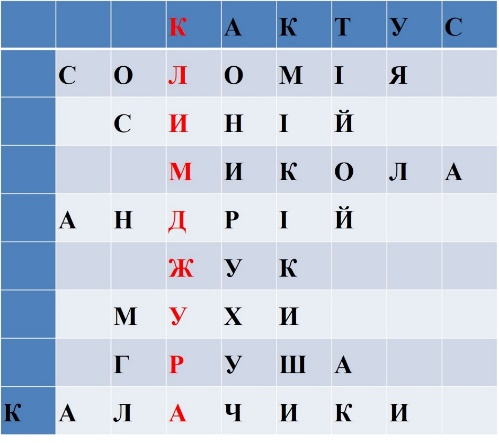 КАКТУС
СОЛОМІЯ
СИНІЙ
МИКОЛА
АНДРІЙ
ЖУК
МУХИ
ГРУША
КАЛАЧИКИ